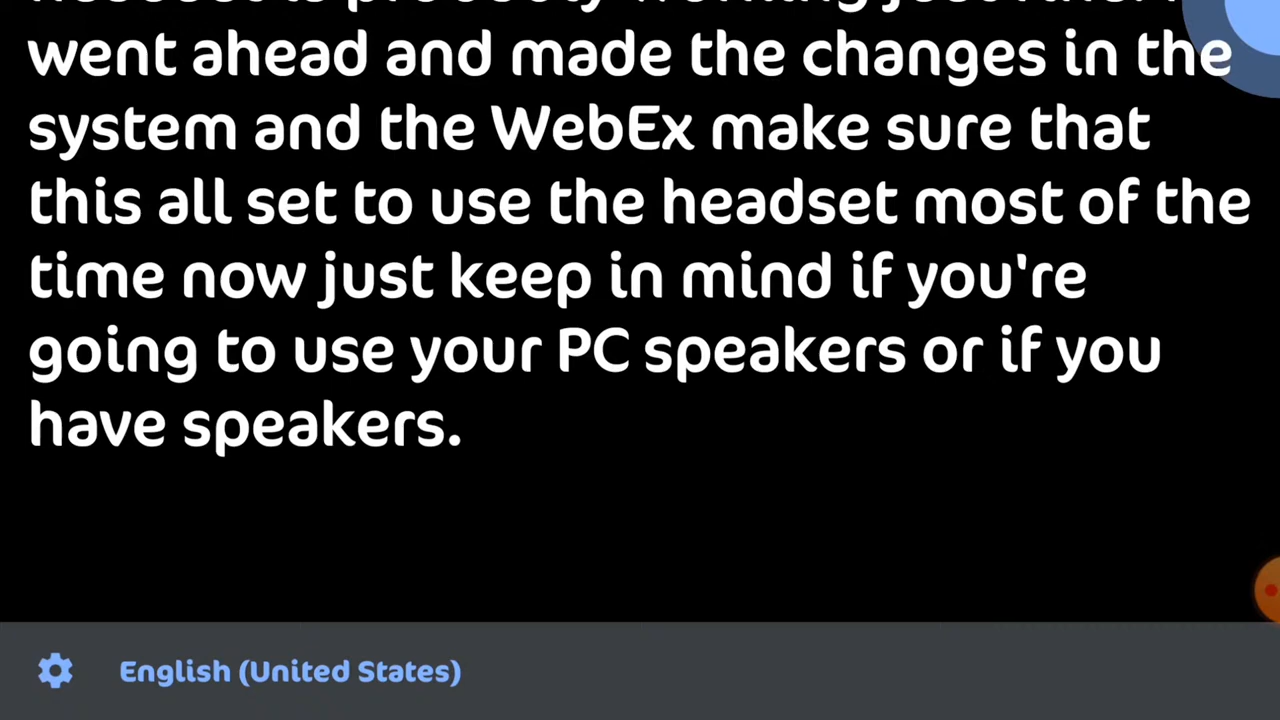 went ahead and made the changes in the
system and the WebEx make sure that
this all set to use the headset most of the
time now just keep in mind if you're
going to use your PC speakers or if you
have speakers.
English (United States)